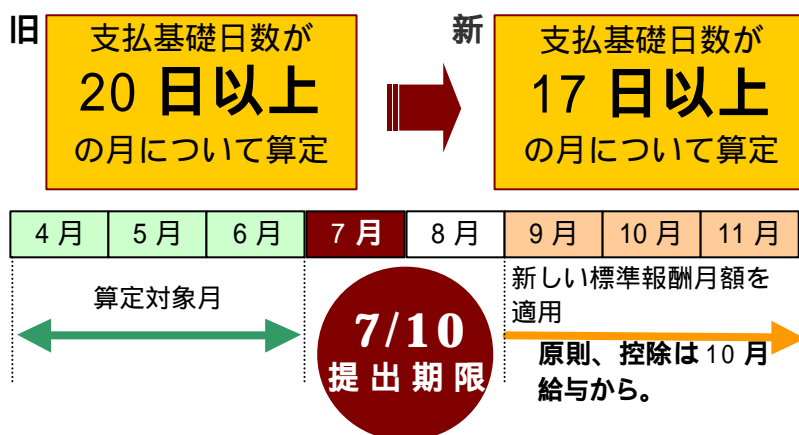 旧
支払基礎日数が
20 日以上
の月について算定
新
支払基礎日数が
17 日以上
の月について算定
4 月
5 月
6 月
7 月
8 月
9 月
10 月
11 月
算定対象月
7/10
提出期限
新しい標準報酬月額を
適用
原則、控除は 10 月
給与から。